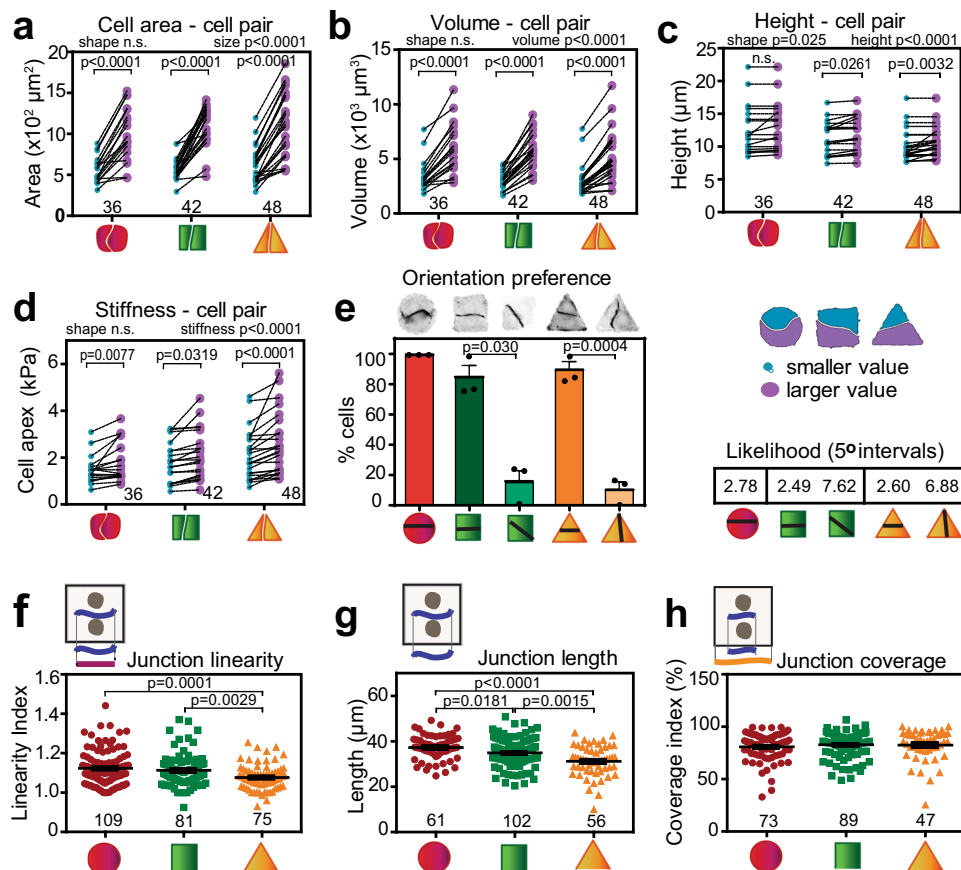 a
Cell area - cell pair
shape n.s. size p<0.0001
p<0.0001 p<0.0001 p<0.0001
Area (x10² µm²)
20
15
10
5
0
36 42 48
b
Volume - cell pair
shape n.s. volume p<0.0001
p<0.0001 p<0.0001 p<0.0001
Volume (x10³ µm³)
15
10
5
0
36 42 48
c
Height - cell pair
shape p=0.025 height p<0.0001
n.s. p=0.0261 p=0.0032
Height [µm)
25
20
15
10
5
0
36 42 48
d
Stiffness - cell pair
shape n.s. stiffness p<0.0001
p=0.0077 p=0.0319 p<0.0001
Cell apex (kPa)
6
5
4
3
2
1
0
36 42 48
e
Orientation preference
p=0.030 p=0.0004
% cells
100
80
60
40
20
0
smaller value
larger value
Likelihood (5º intervals)
2.78 2.49 7.62 2.60 6.88
f
Junction linearity
p=0.0001
p=0.0029
Linearity Index
1.6
1.4
1.2
1.0
109 81 75
g
Junction length
p<0.0001
p=0.0181 p=0.0015
Length (µm)
60
40
20
0
61 102 56
h
Junction coverage
Coverage index (%)
150
100
50
0
73 89 47